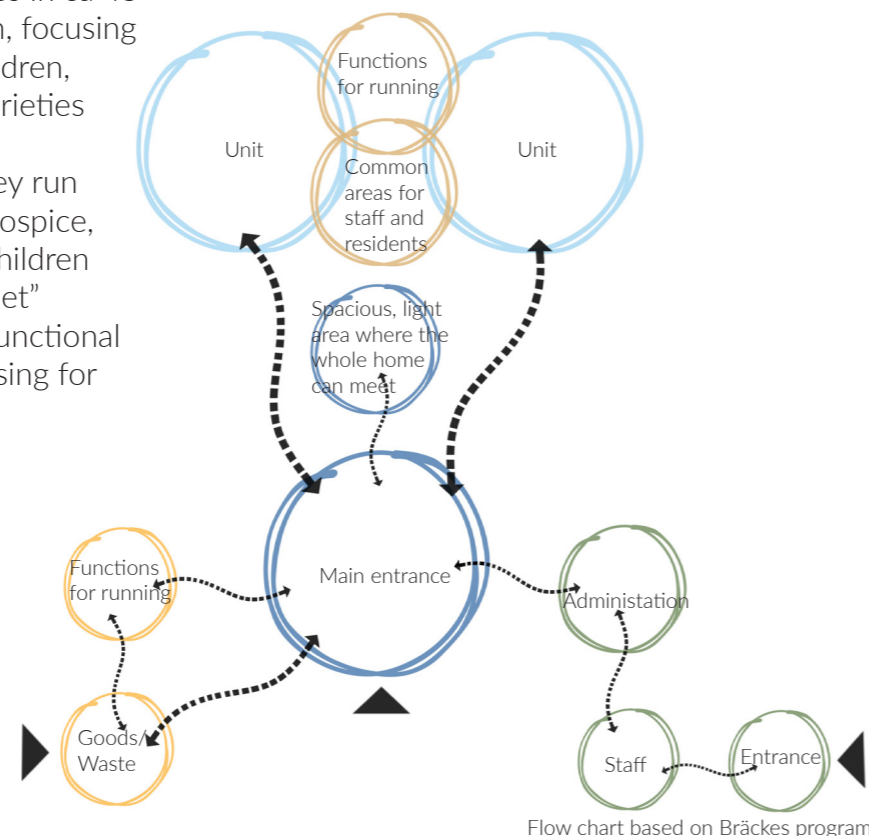 , focusing
dren,
rieties
ey run
ospice,
hildren
et”
unctional
sing for
Functions
for running
Unit
Unit
Common
areas for
staff and
residents
Spacious, light
area where the
whole home
can meet
Main entrance
Functions
for running
Administation
Goods/
Waste
Staff
Entrance
Flow chart based on Bräckes program